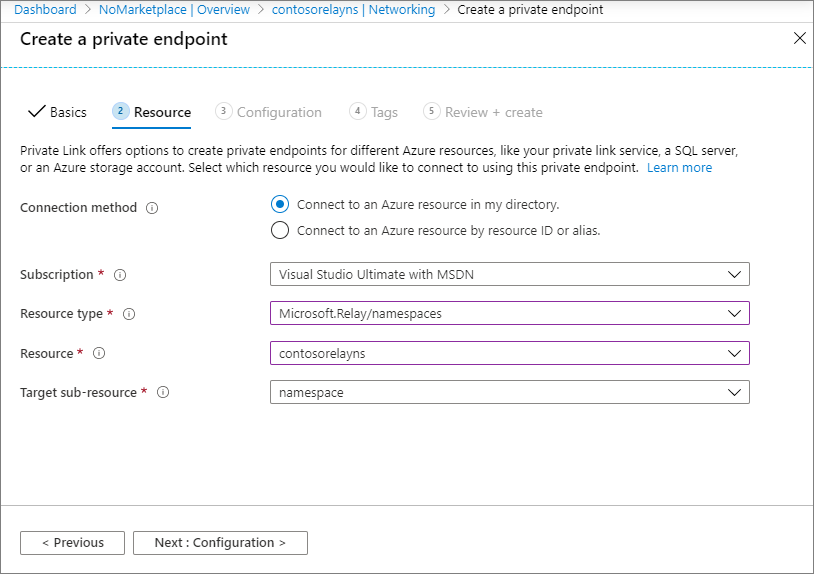 Dashboard > NoMarketplace | Overview > contosorelayns | Networking > Create a private endpoint
Create a private endpoint
Basics 2 Resource 3 Configuration 4 Tags 5 Review + create
Private Link offers options to create private endpoints for different Azure resources, like your private link service, a SQL server,
or an Azure storage account. Select which resource you would like to connect to using this private endpoint. Learn more
Connection method
Connect to an Azure resource in my directory.
Connect to an Azure resource by resource ID or alias.
Subscription * Visual Studio Ultimate with MSDN
Resource type * Microsoft.Relay/namespaces
Resource * contosorelayns
Target sub-resource * namespace
< Previous Next : Configuration >